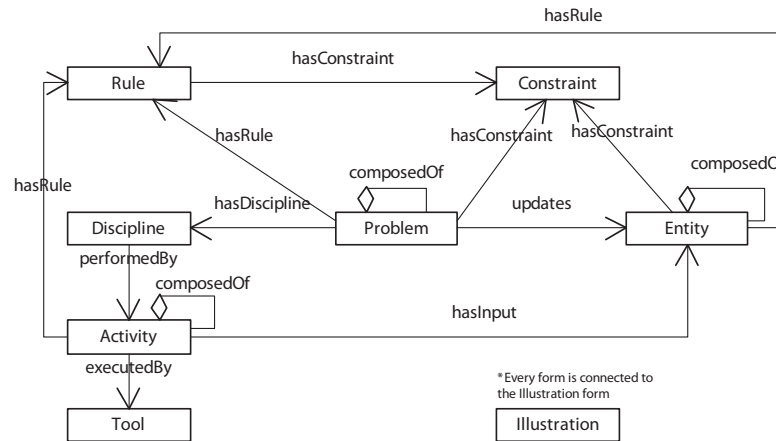 hasRule
hasConstraint
Rule
Constraint
hasRule
hasConstraint
hasConstraint
composedOf
composedO
hasRule
hasDiscipline
updates
Discipline
Problem
Entity
performedBy
composedOf
hasInput
Activity
executedBy
*Every form is connected to
the Illustration form
Tool
Illustration